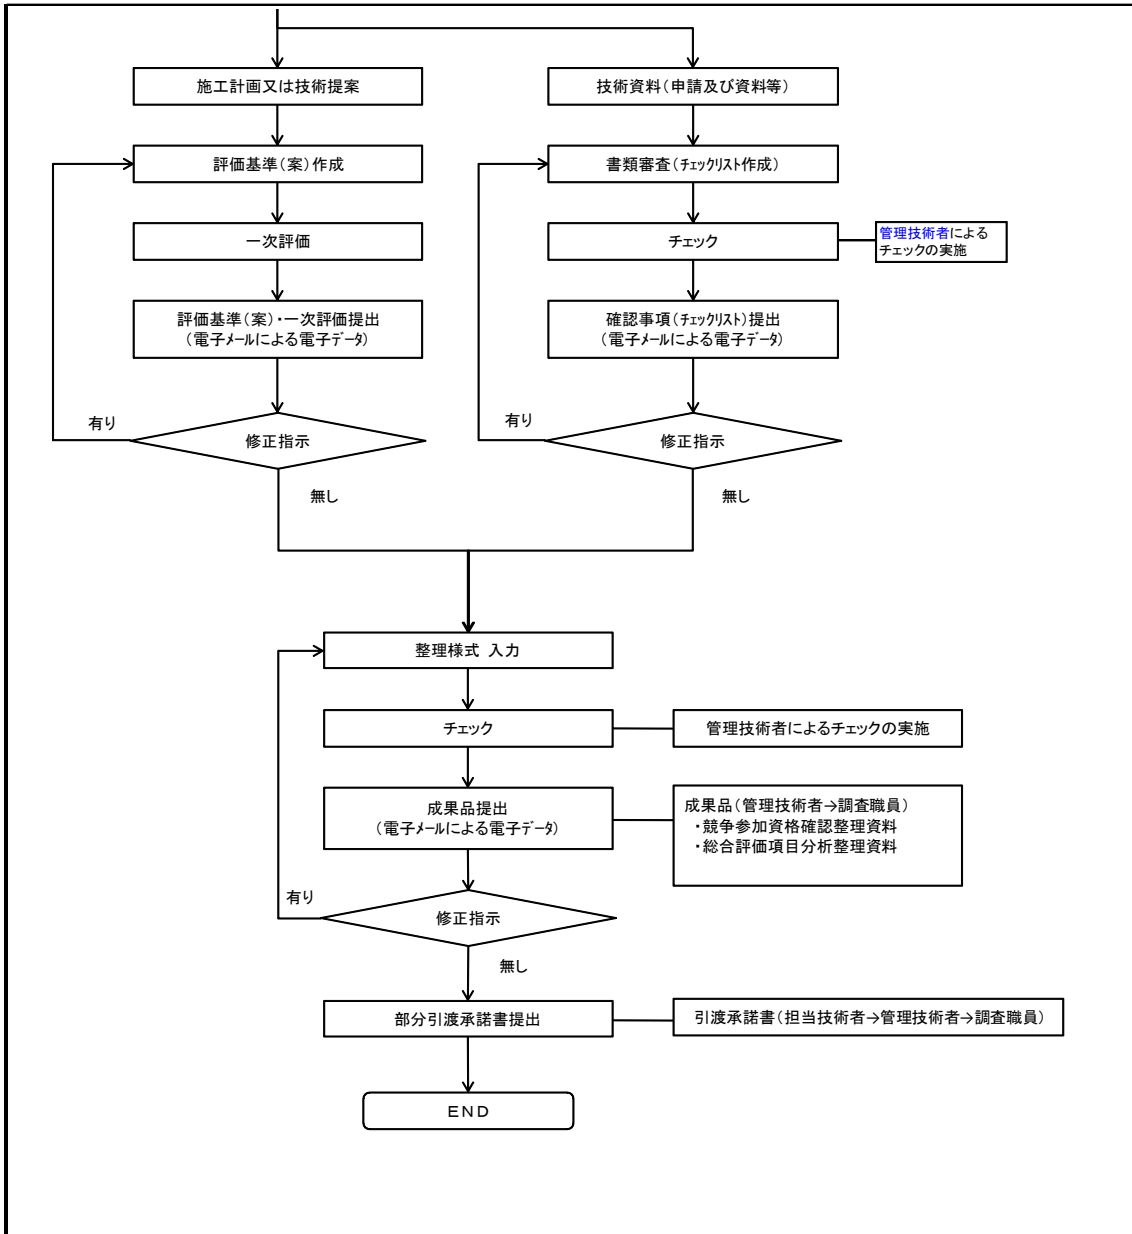 施工計画又は技術提案
評価基準（案）作成
一次評価
評価基準（案）・一次評価提出
（電子メールによる電子データ）
有り
修正指示
無し
技術資料（申請及び資料等）
書類審査（チェックリスト作成）
チェック
管理技術者による
チェックの実施
確認事項（チェックリスト）提出
（電子メールによる電子データ）
有り
修正指示
無し
整理様式 入力
チェック
管理技術者によるチェックの実施
成果品提出
（電子メールによる電子データ）
成果品（管理技術者→調査職員）
・競争参加資格確認整理資料
・総合評価項目分析整理資料
有り
修正指示
無し
部分引渡承諾書提出
引渡承諾書（担当技術者→管理技術者→調査職員）
ＥＮＤ